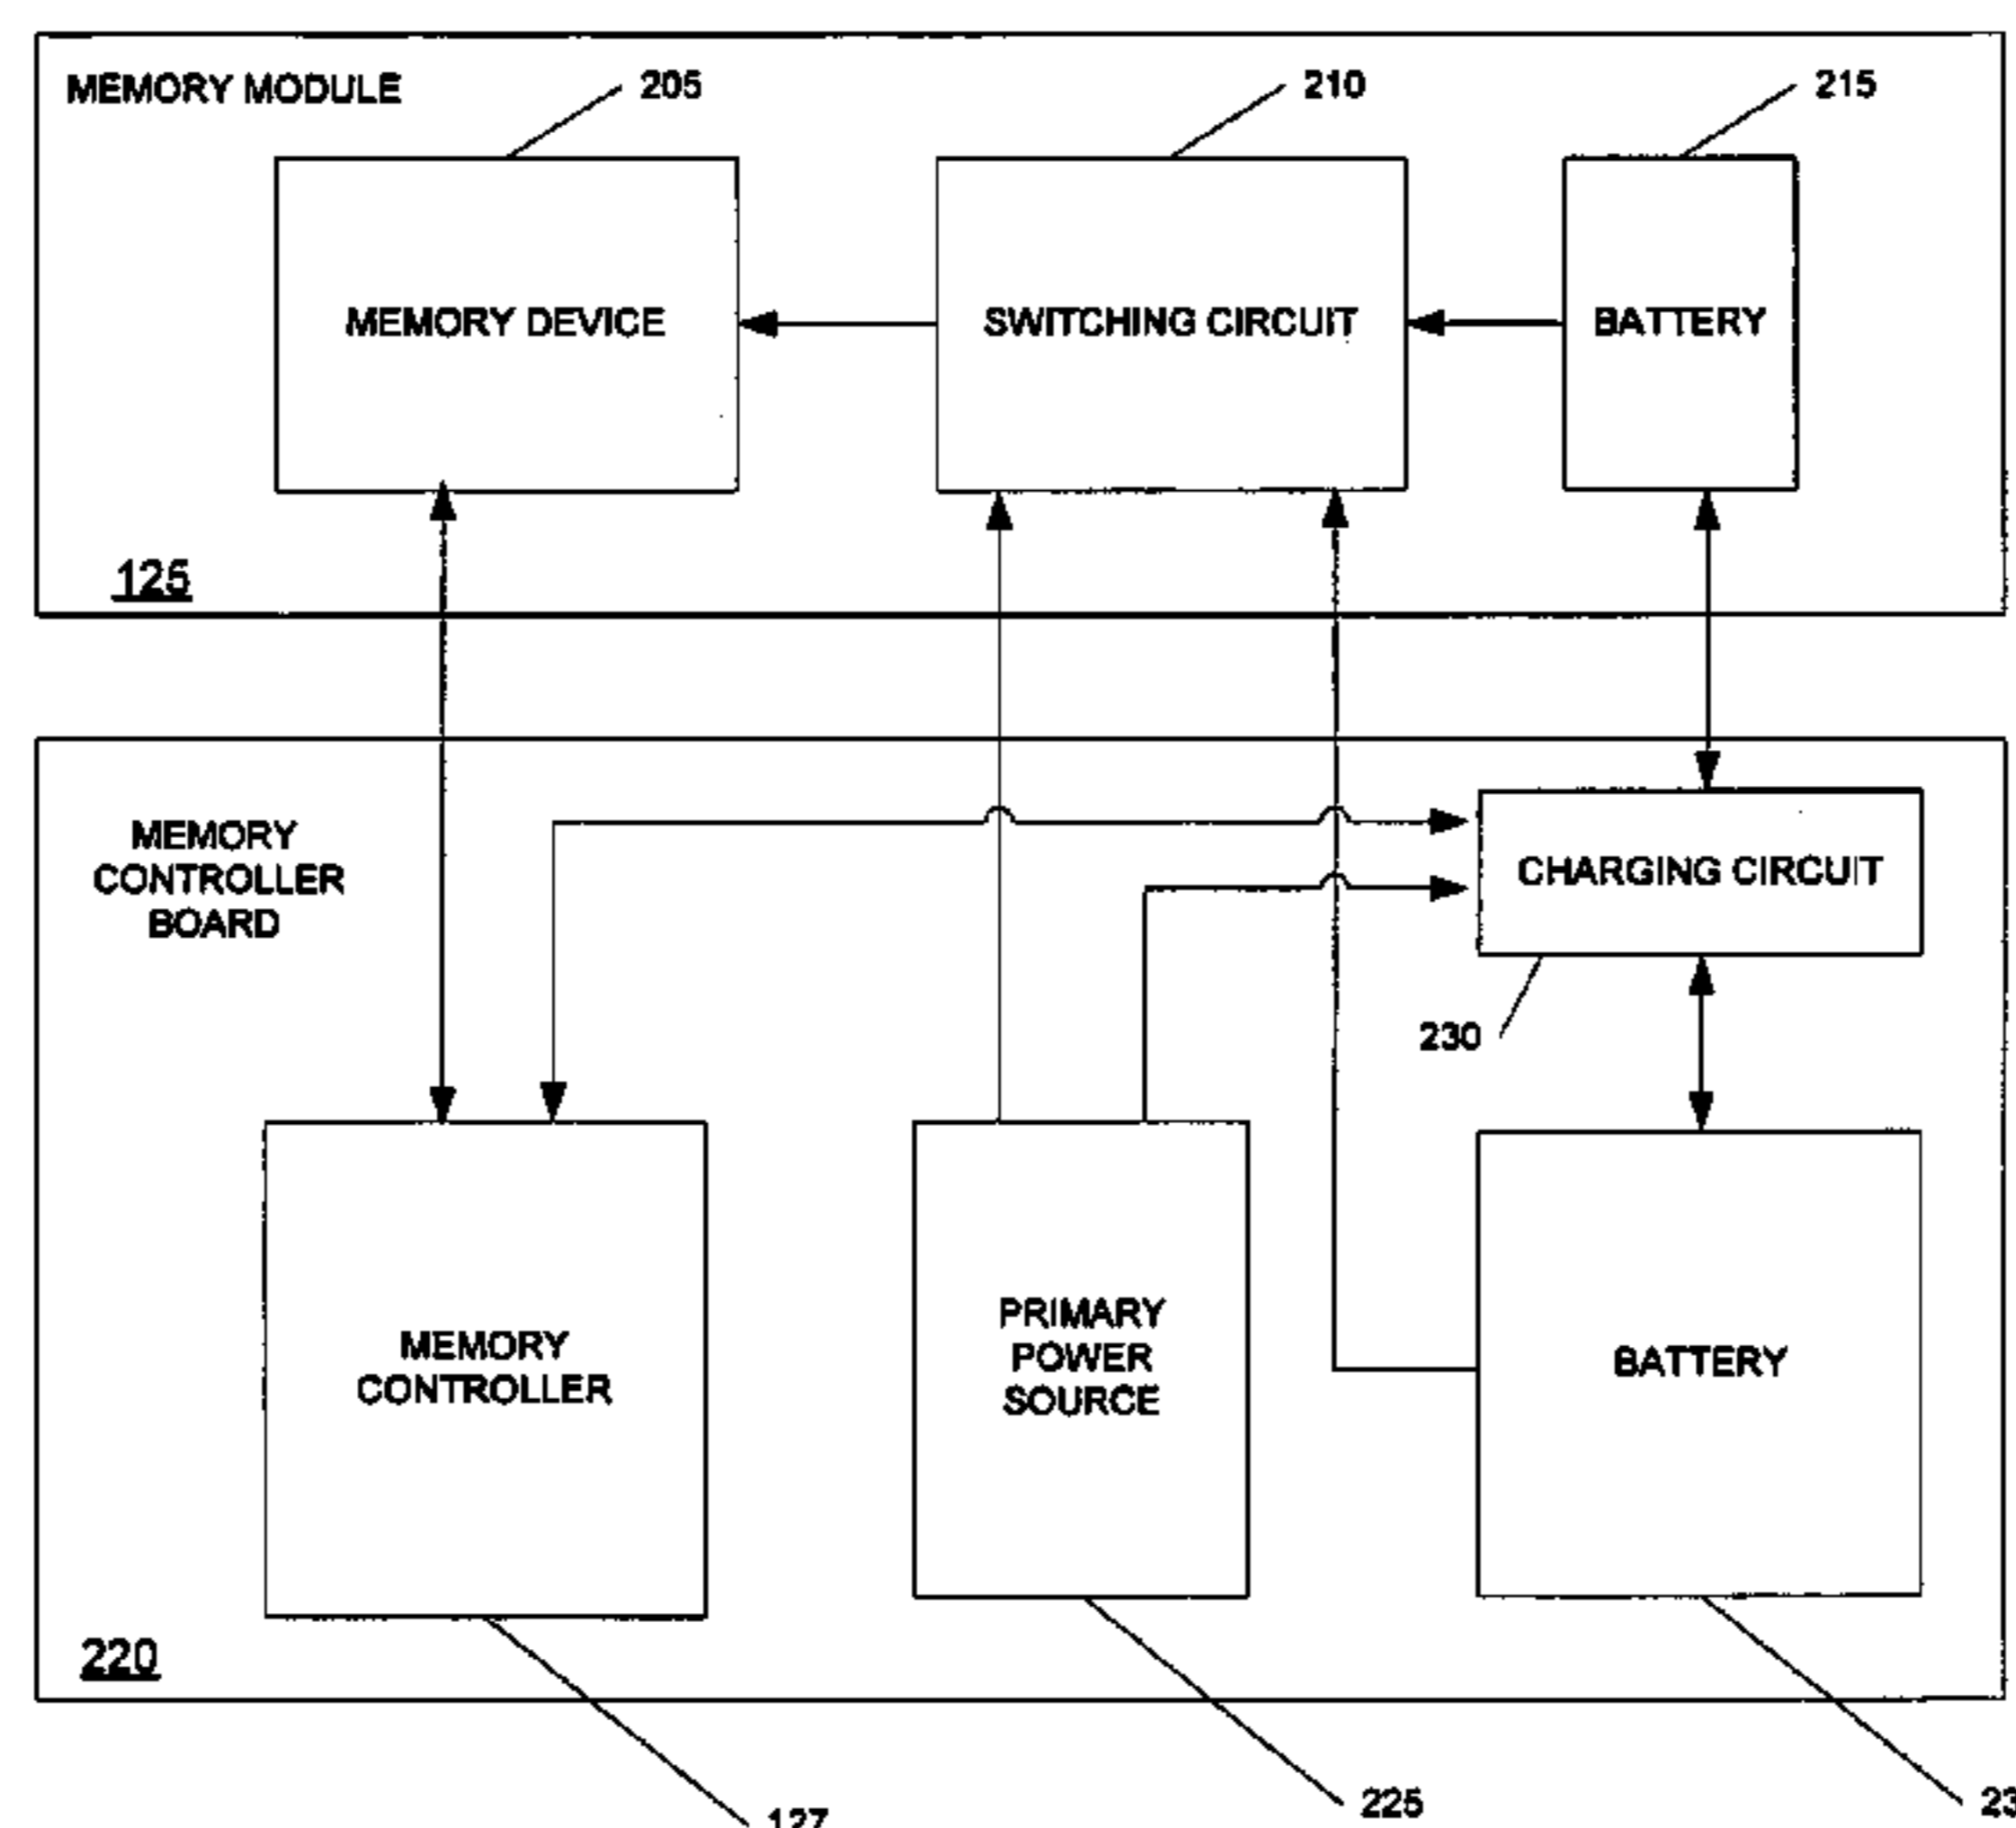 MEMORY MODULE
205
210
215
MEMORY DEVICE
SWITCHING CIRCUIT
BATTERY
125
MEMORY
CONTROLLER
BOARD
CHARGING CIRCUIT
230
MEMORY
CONTROLLER
PRIMARY
POWER
SOURCE
BATTERY
220
127
225